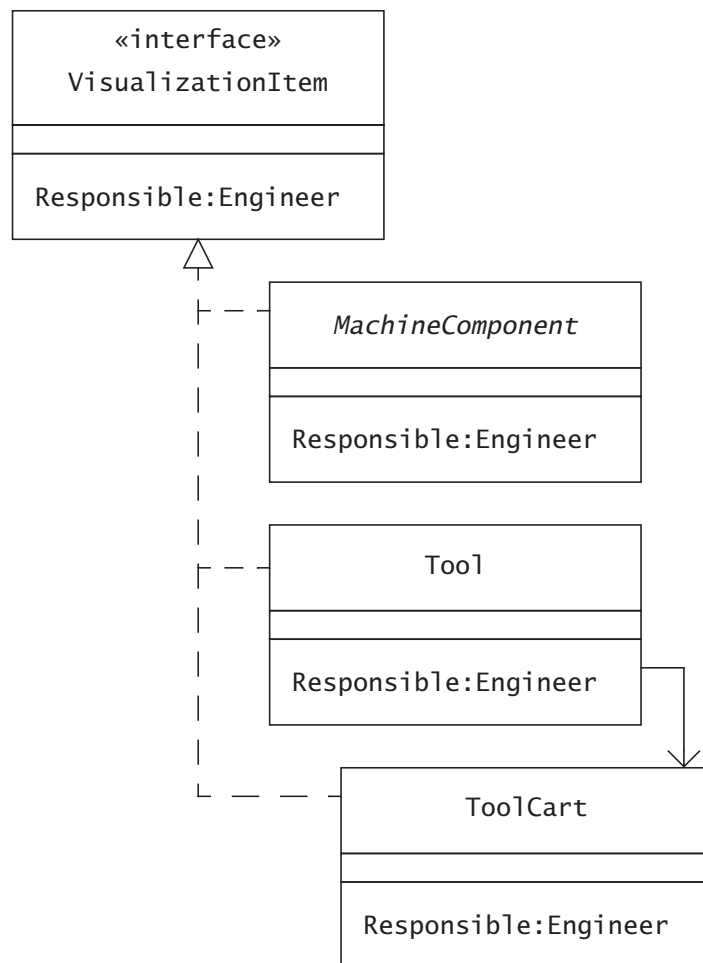 «interface»
VisualizationItem
Responsible:Engineer
MachineComponent
Responsible:Engineer
Tool
Responsible:Engineer
ToolCart
Responsible:Engineer